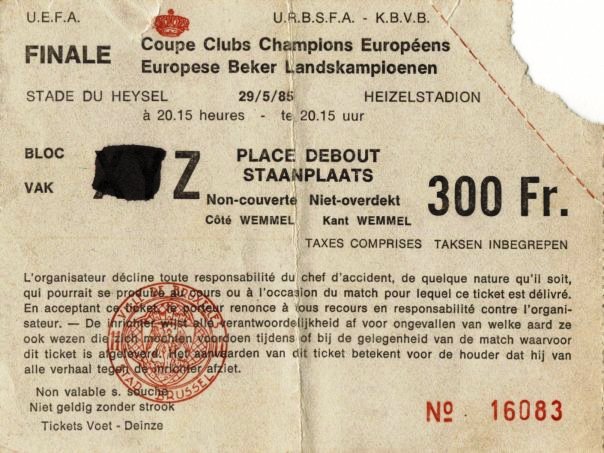 U.E.F.A. U.R.B.S.F.A. - K.B.V.B.
FINALE
Coupe Clubs Champions Européens
Europese Beker Landskampioenen
STADE DU HEYSEL 29/5/85 HEIZELSTADION
à 20.15 heures - te 20.15 uur
BLOC
VAK
Z
PLACE DEBOUT
STAANPLAATS
Non-couverte Niet-overdekt
Côté WEMMEL Kant WEMMEL
300 Fr.
TAXES COMPRISES TAKSEN INBEGREPEN
L'organisateur décline toute responsabilité du chef d'accident, de quelque nature qu'il soit,
qui pourrait se produire au cours ou à l'occasion du match pour lequel ce ticket est délivré.
En acceptant ce ticket, le porteur renonce à tous recours en responsabilité contre l'organi-
sateur. — De inrichter wijst alle verantwoordelijkheid af voor ongevallen van welke aard ze
ook wezen die zich mochten voordoen tijdens of bij de gelegenheid van de match waarvoor
dit ticket is afgeleverd. Het aanvaarden van dit ticket betekent voor de houder dat hij van
alle verhaal tegen de inrichter afziet.
Non valable s. souche
Niet geldig zonder strook
Tickets Voet - Deinze
Nº 16083